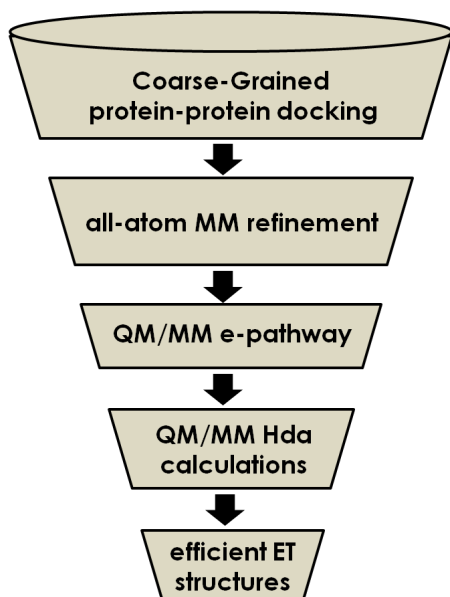 Coarse-Grained
protein-protein docking
all-atom MM refinement
QM/MM e-pathway
QM/MM Hda
calculations
efficient ET
structures